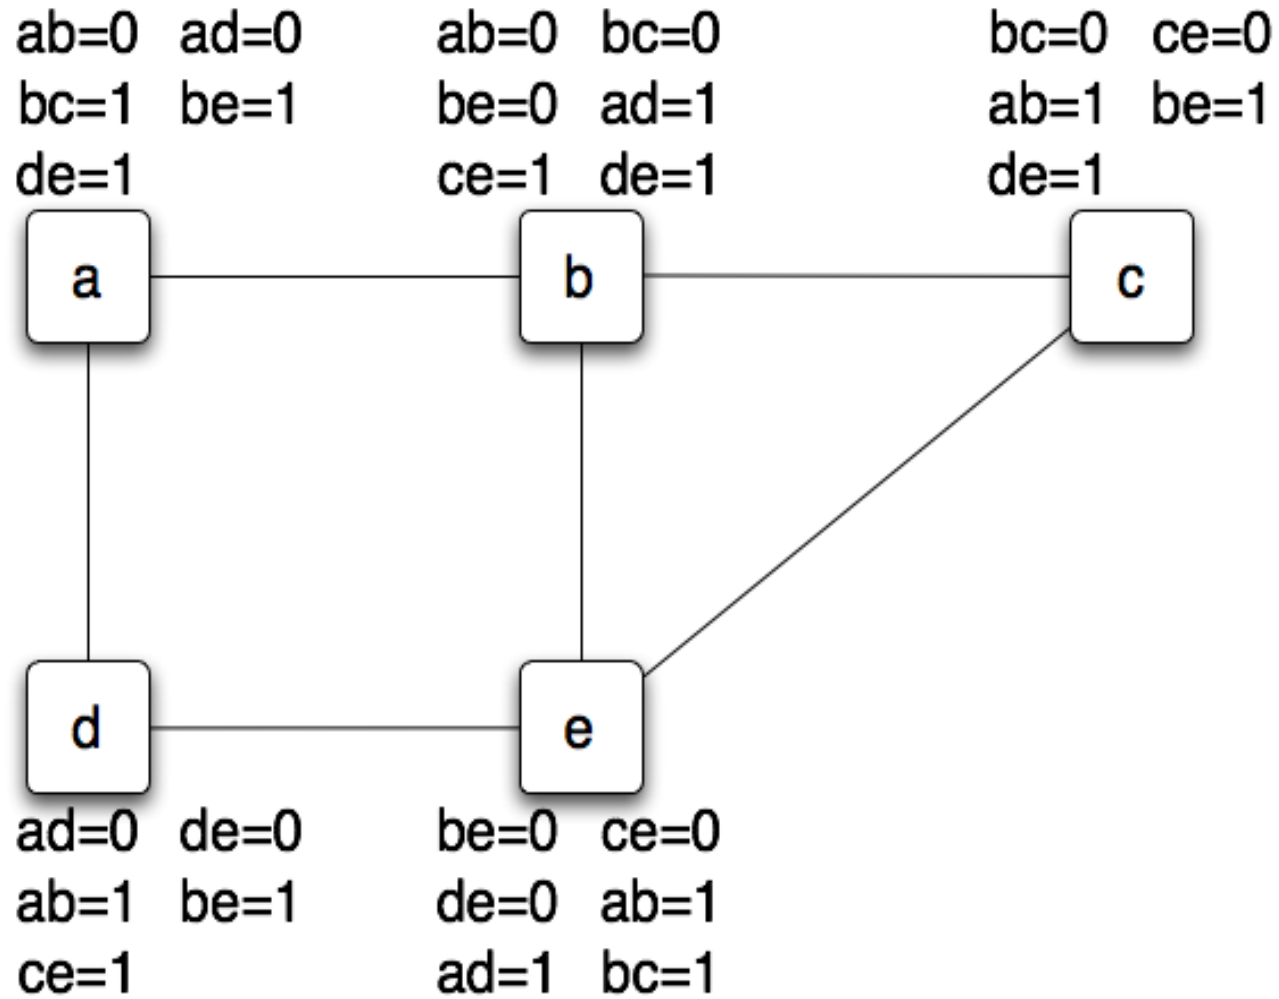 ab=0 ad=0
bc=1 be=1
de=1
ab=0 bc=0
be=0 ad=1
ce=1 de=1
bc=0 ce=0
ab=1 be=1
de=1
a
b
c
d
e
ad=0 de=0
ab=1 be=1
ce=1
be=0 ce=0
de=0 ab=1
ad=1 bc=1